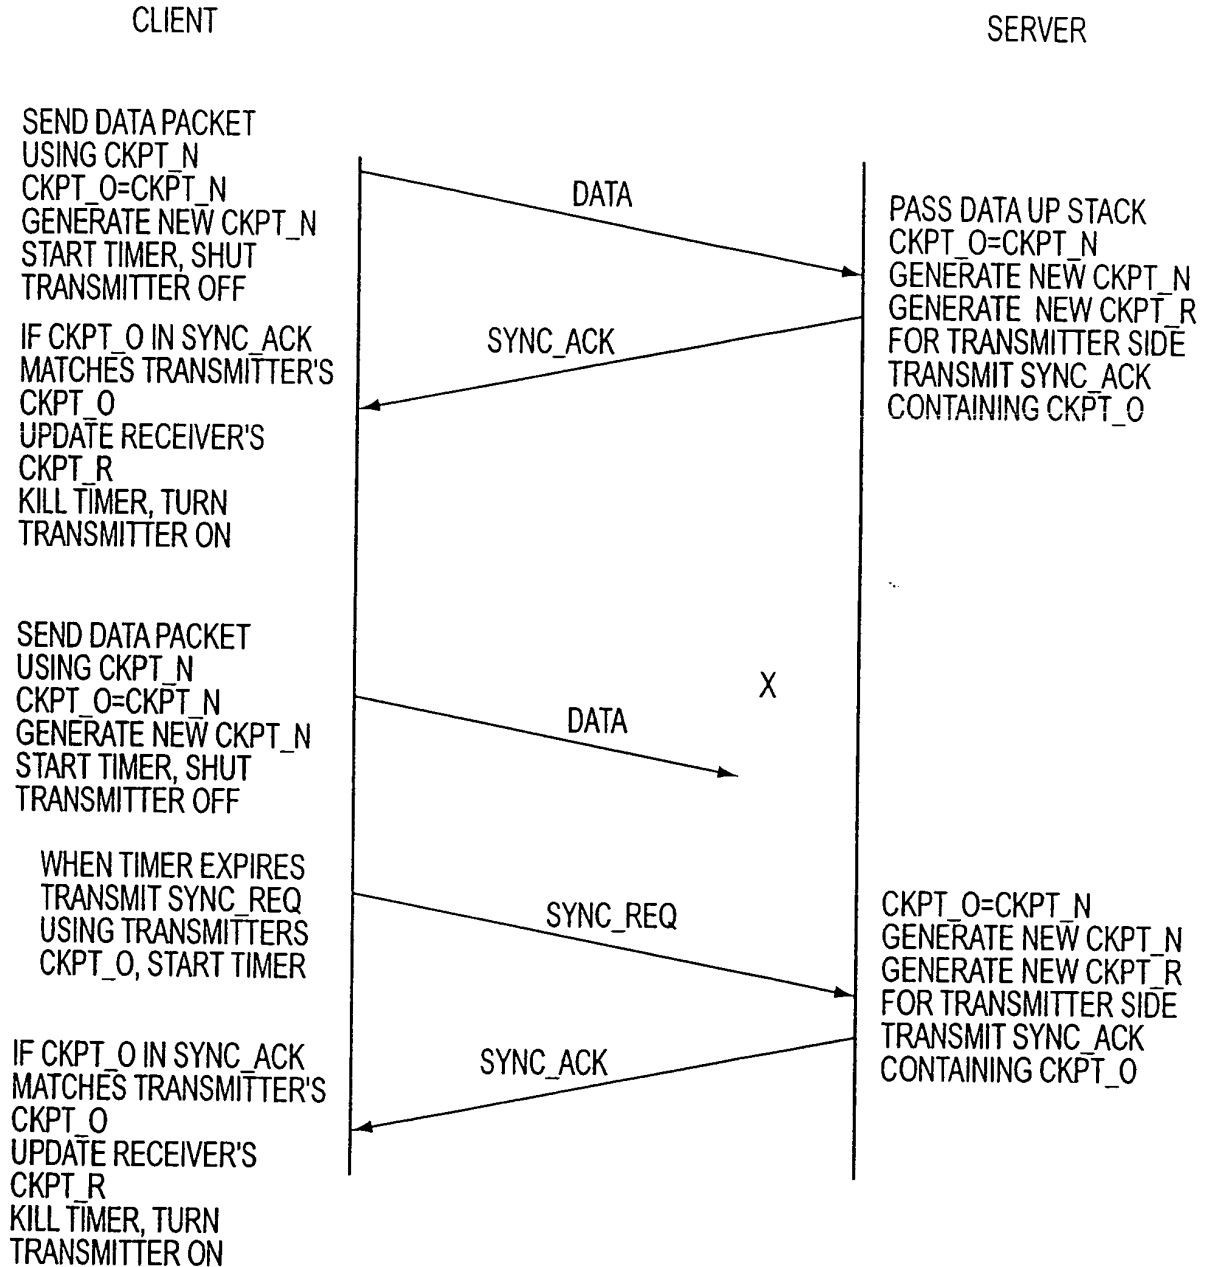 CLIENT
SERVER
SEND DATA PACKET
USING CKPT_N
CKPT_O=CKPT_N
GENERATE NEW CKPT_N
START TIMER, SHUT
TRANSMITTER OFF
DATA
PASS DATA UP STACK
CKPT_O=CKPT_N
GENERATE NEW CKPT_N
GENERATE NEW CKPT_R
FOR TRANSMITTER SIDE
TRANSMIT SYNC_ACK
CONTAINING CKPT_O
SYNC_ACK
IF CKPT_O IN SYNC_ACK
MATCHES TRANSMITTER'S
CKPT_O
UPDATE RECEIVER'S
CKPT_R
KILL TIMER, TURN
TRANSMITTER ON
SEND DATA PACKET
USING CKPT_N
CKPT_O=CKPT_N
GENERATE NEW CKPT_N
START TIMER, SHUT
TRANSMITTER OFF
DATA
X
WHEN TIMER EXPIRES
TRANSMIT SYNC_REQ
USING TRANSMITTERS
CKPT_O, START TIMER
SYNC_REQ
CKPT_O=CKPT_N
GENERATE NEW CKPT_N
GENERATE NEW CKPT_R
FOR TRANSMITTER SIDE
TRANSMIT SYNC_ACK
CONTAINING CKPT_O
SYNC_ACK
IF CKPT_O IN SYNC_ACK
MATCHES TRANSMITTER'S
CKPT_O
UPDATE RECEIVER'S
CKPT_R
KILL TIMER, TURN
TRANSMITTER ON